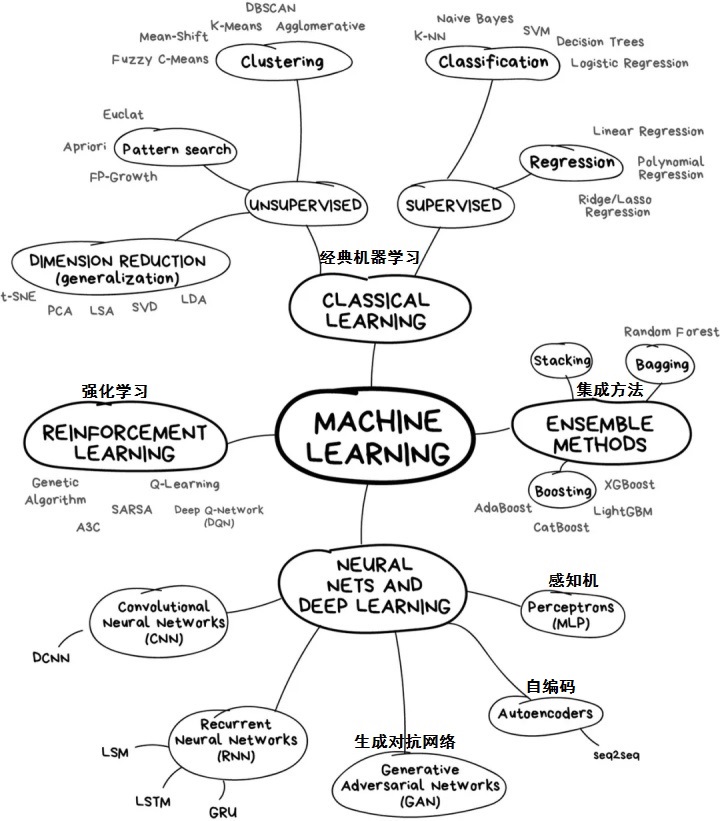 DBSCAN
K-Means
Agglomerative
Mean-Shift
Fuzzy C-Means
Clustering
Naive Bayes
K-NN
SVM
Decision Trees
Classification
Logistic Regression
Euclat
Apriori
Pattern search
FP-Growth
Linear Regression
Regression
Polynomial
Regression
Ridge/Lasso
Regression
UNSUPERVISED
SUPERVISED
DIMENSION REDUCTION
(generalization)
t-SNE
PCA
LSA
SVD
LDA
经典机器学习
CLASSICAL
LEARNING
Random Forest
Stacking
Bagging
强化学习
集成方法
REINFORCEMENT
LEARNING
MACHINE
LEARNING
ENSEMBLE
METHODS
Genetic
Algorithm
Q-Learning
SARSA
Deep Q-Network
(DQN)
A3C
Boosting
XGBoost
AdaBoost
LightGBM
CatBoost
NEURAL
NETS AND
DEEP LEARNING
感知机
Perceptrons
(MLP)
Convolutional
Neural Networks
(CNN)
DCNN
自编码
Autoencoders
seq2seq
Recurrent
Neural Networks
(RNN)
LSM
LSTM
GRU
生成对抗网络
Generative
Adversarial Networks
(GAN)